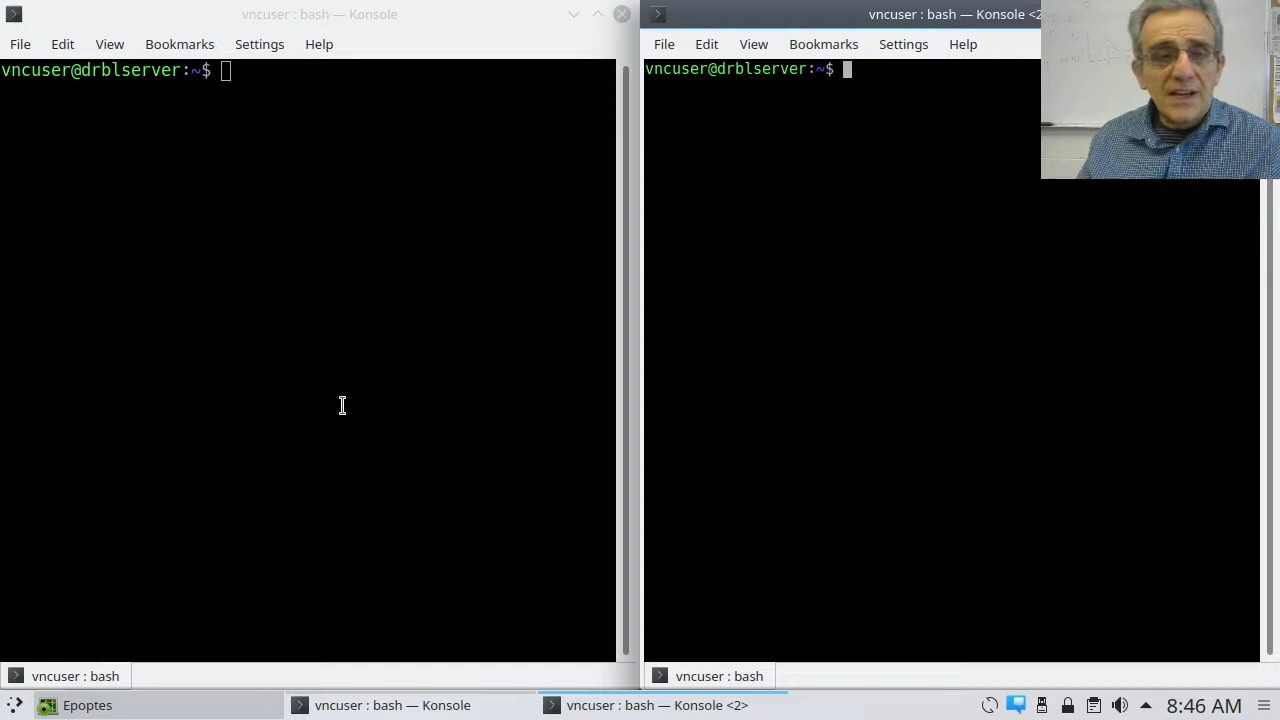 vncuser : bash — Konsole
File Edit View Bookmarks Settings Help
vncuser@drblserver:~$
vncuser : bash
vncuser : bash — Konsole <2
File Edit View Bookmarks Settings Help
vncuser@drblserver:~$
vncuser : bash
Epoptes
vncuser : bash — Konsole
vncuser : bash — Konsole <2>
8:46 AM